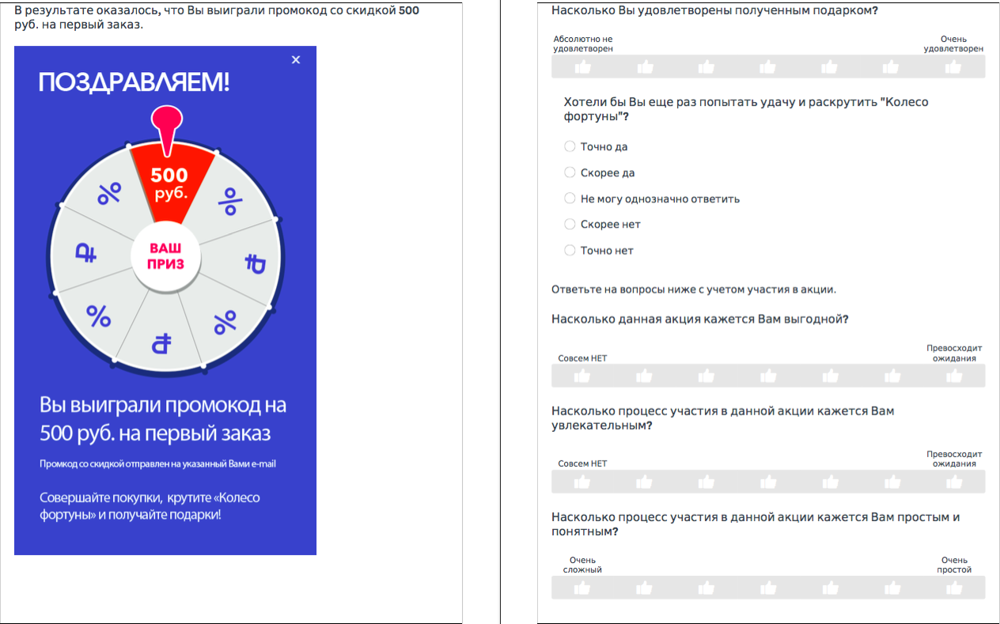 В результате оказалось, что Вы выиграли промокод со скидкой 500
руб. на первый заказ.
X
ПОЗДРАВЛЯЕМ!
500
руб.
%
%
₽
₽
%
%
₽
ВАШ
ПРИЗ
Вы выиграли промокод на
500 руб. на первый заказ
Промкод со скидкой отправлен на указанный Вами e-mail
Совершайте покупки, крутите «Колесо
фортуны» и получайте подарки!
Насколько Вы удовлетворены полученным подарком?
Абсолютно не
удовлетворен
Очень
удовлетворен
Хотели бы Вы еще раз попытать удачу и раскрутить "Колесо
фортуны"?
Точно да
Скорее да
Не могу однозначно ответить
Скорее нет
Точно нет
Ответьте на вопросы ниже с учетом участия в акции.
Насколько данная акция кажется Вам выгодной?
Совсем НЕТ
Превосходит
ожидания
Насколько процесс участия в данной акции кажется Вам
увлекательным?
Совсем НЕТ
Превосходит
ожидания
Насколько процесс участия в данной акции кажется Вам простым и
понятным?
Очень
сложный
Очень
простой